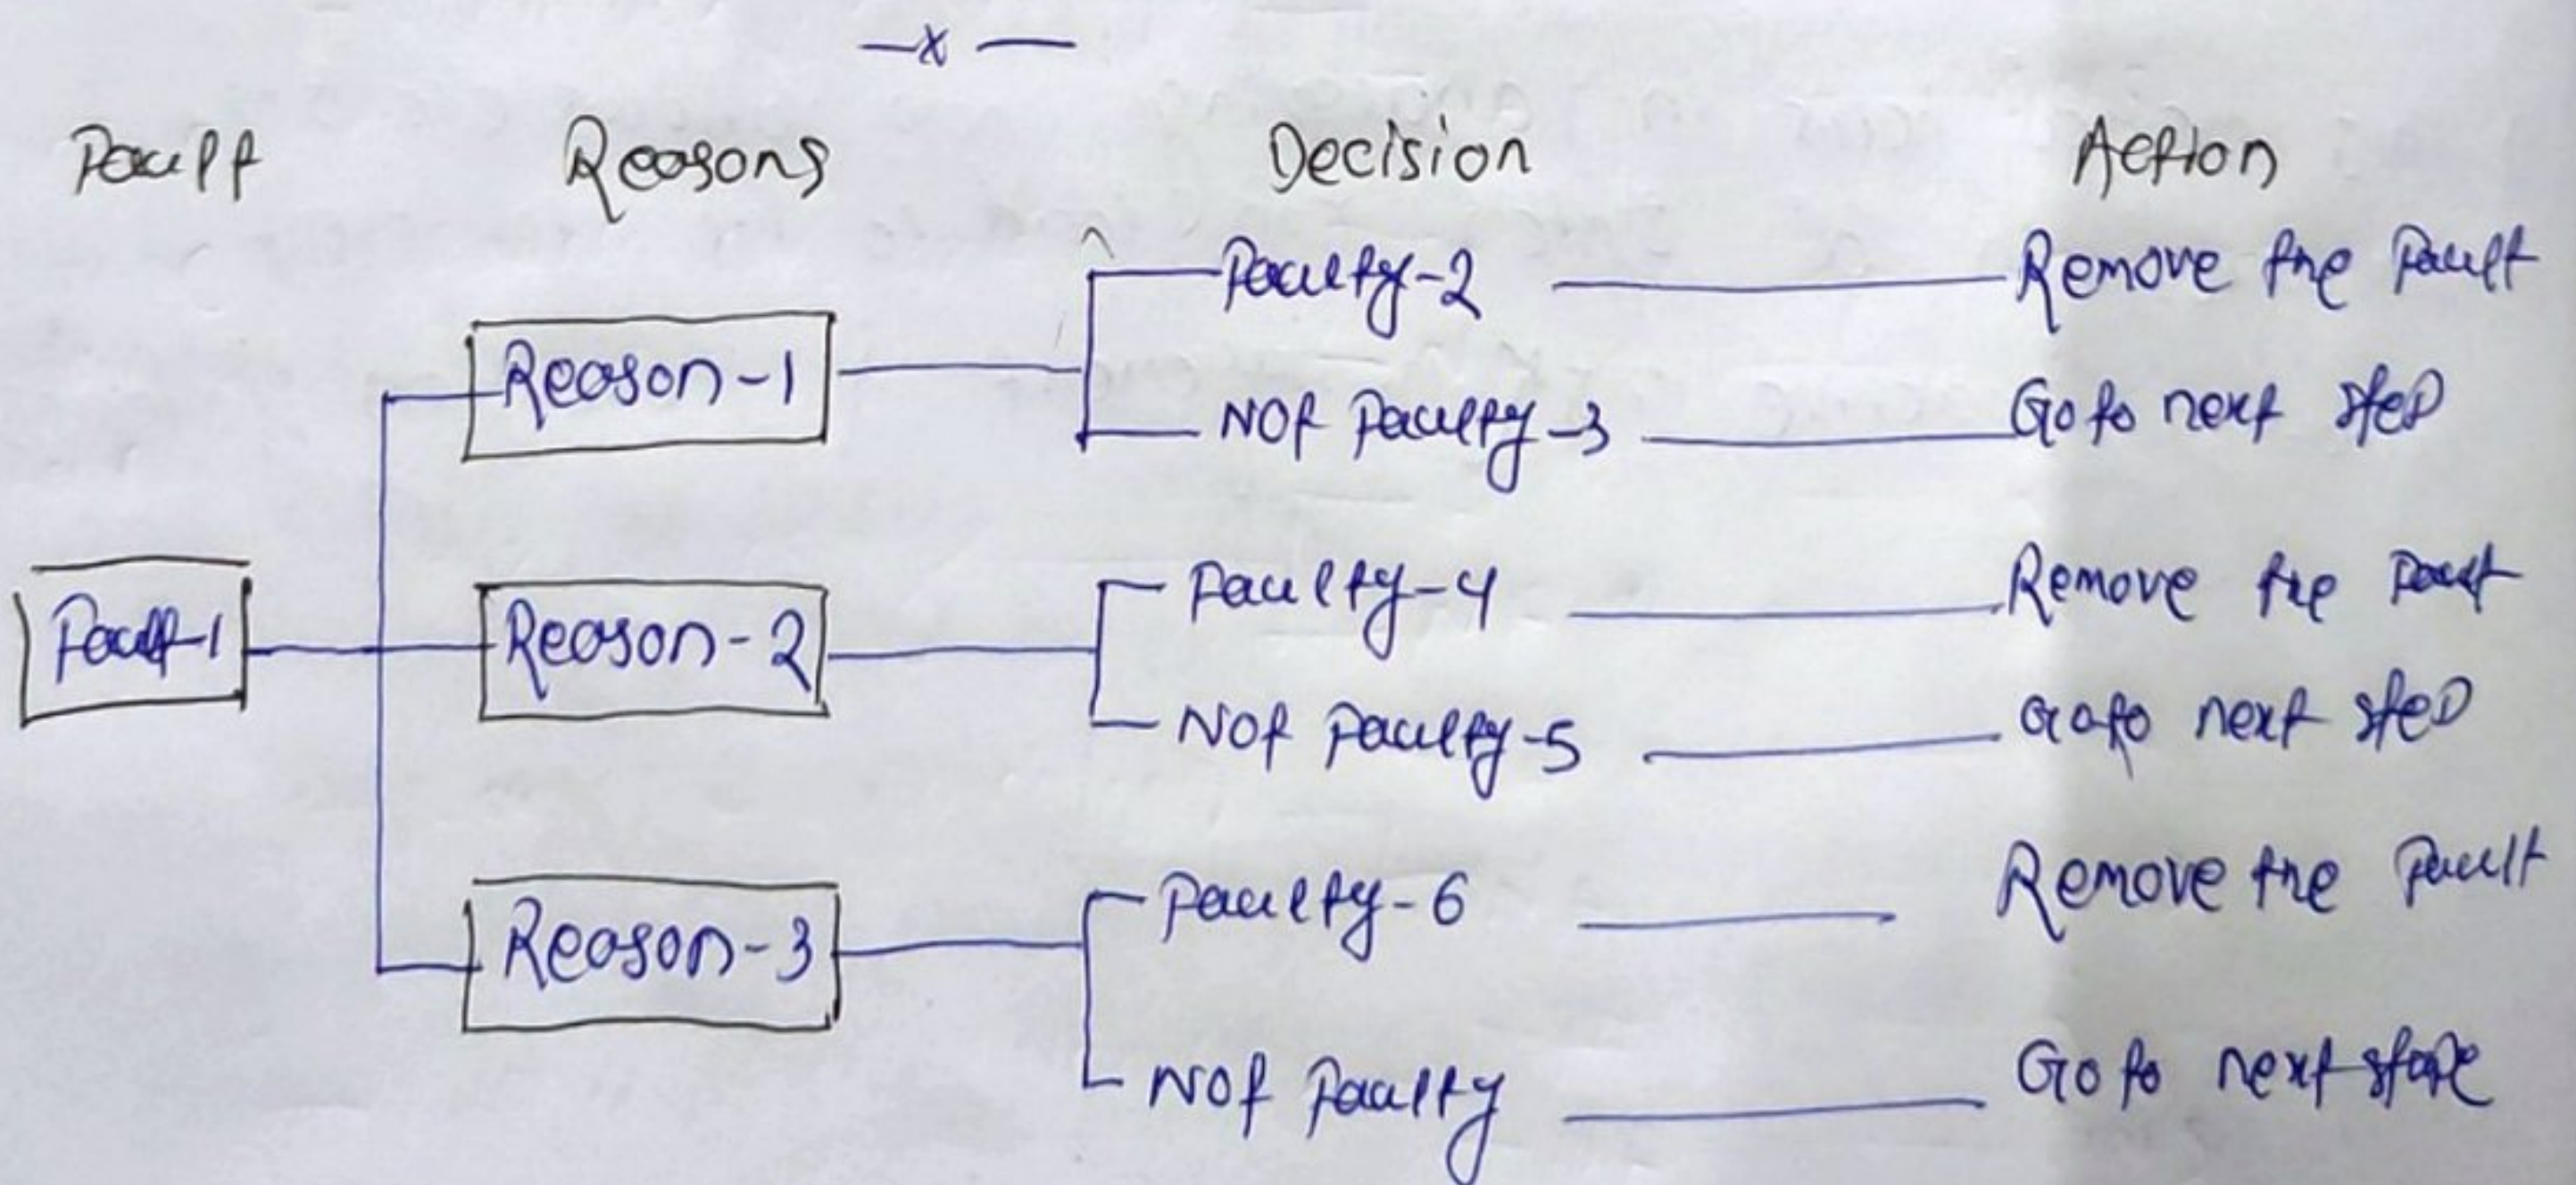 —x—
Fault Reasons Decision Action
Faulty-2 Remove the Fault
Reason-1
Not Faulty-3 Go to next step
Faulty-4 Remove the Fault
Fault-1 Reason-2
Not Faulty-5 Go to next step
Faulty-6 Remove the Fault
Reason-3
Not Faulty Go to next